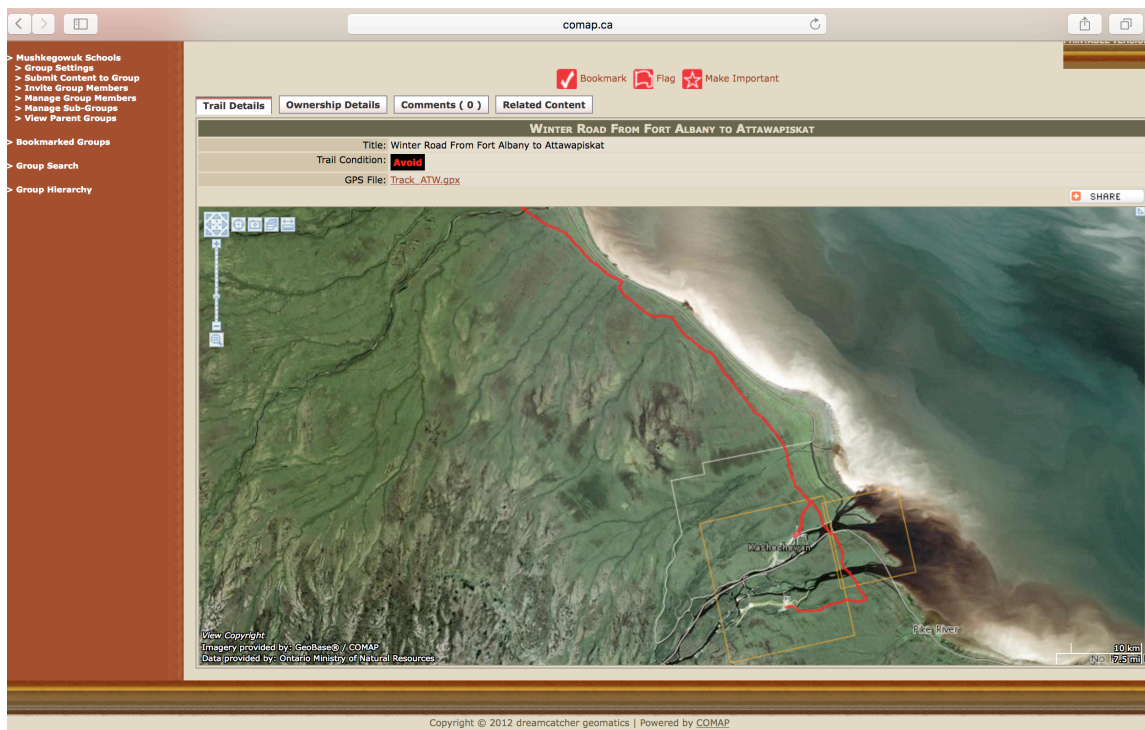 comap.ca
PRINTABLE VERSION
> Mushkegowuk Schools
> Group Settings
> Submit Content to Group
> Invite Group Members
> Manage Group Members
> Manage Sub-Groups
> View Parent Groups
> Bookmarked Groups
> Group Search
> Group Hierarchy
Bookmark Flag Make Important
Trail Details Ownership Details Comments ( 0 ) Related Content
Winter Road From Fort Albany to Attawapiskat
Title: Winter Road From Fort Albany to Attawapiskat
Trail Condition: Avoid
GPS File: Track_ATW.gpx
SHARE
Kashechewan
Pike River
View Copyright
Imagery provided by: GeoBase® / COMAP
Data provided by: Ontario Ministry of Natural Resources
10 km
No
7.5 mi
Copyright © 2012 dreamcatcher geomatics | Powered by COMAP